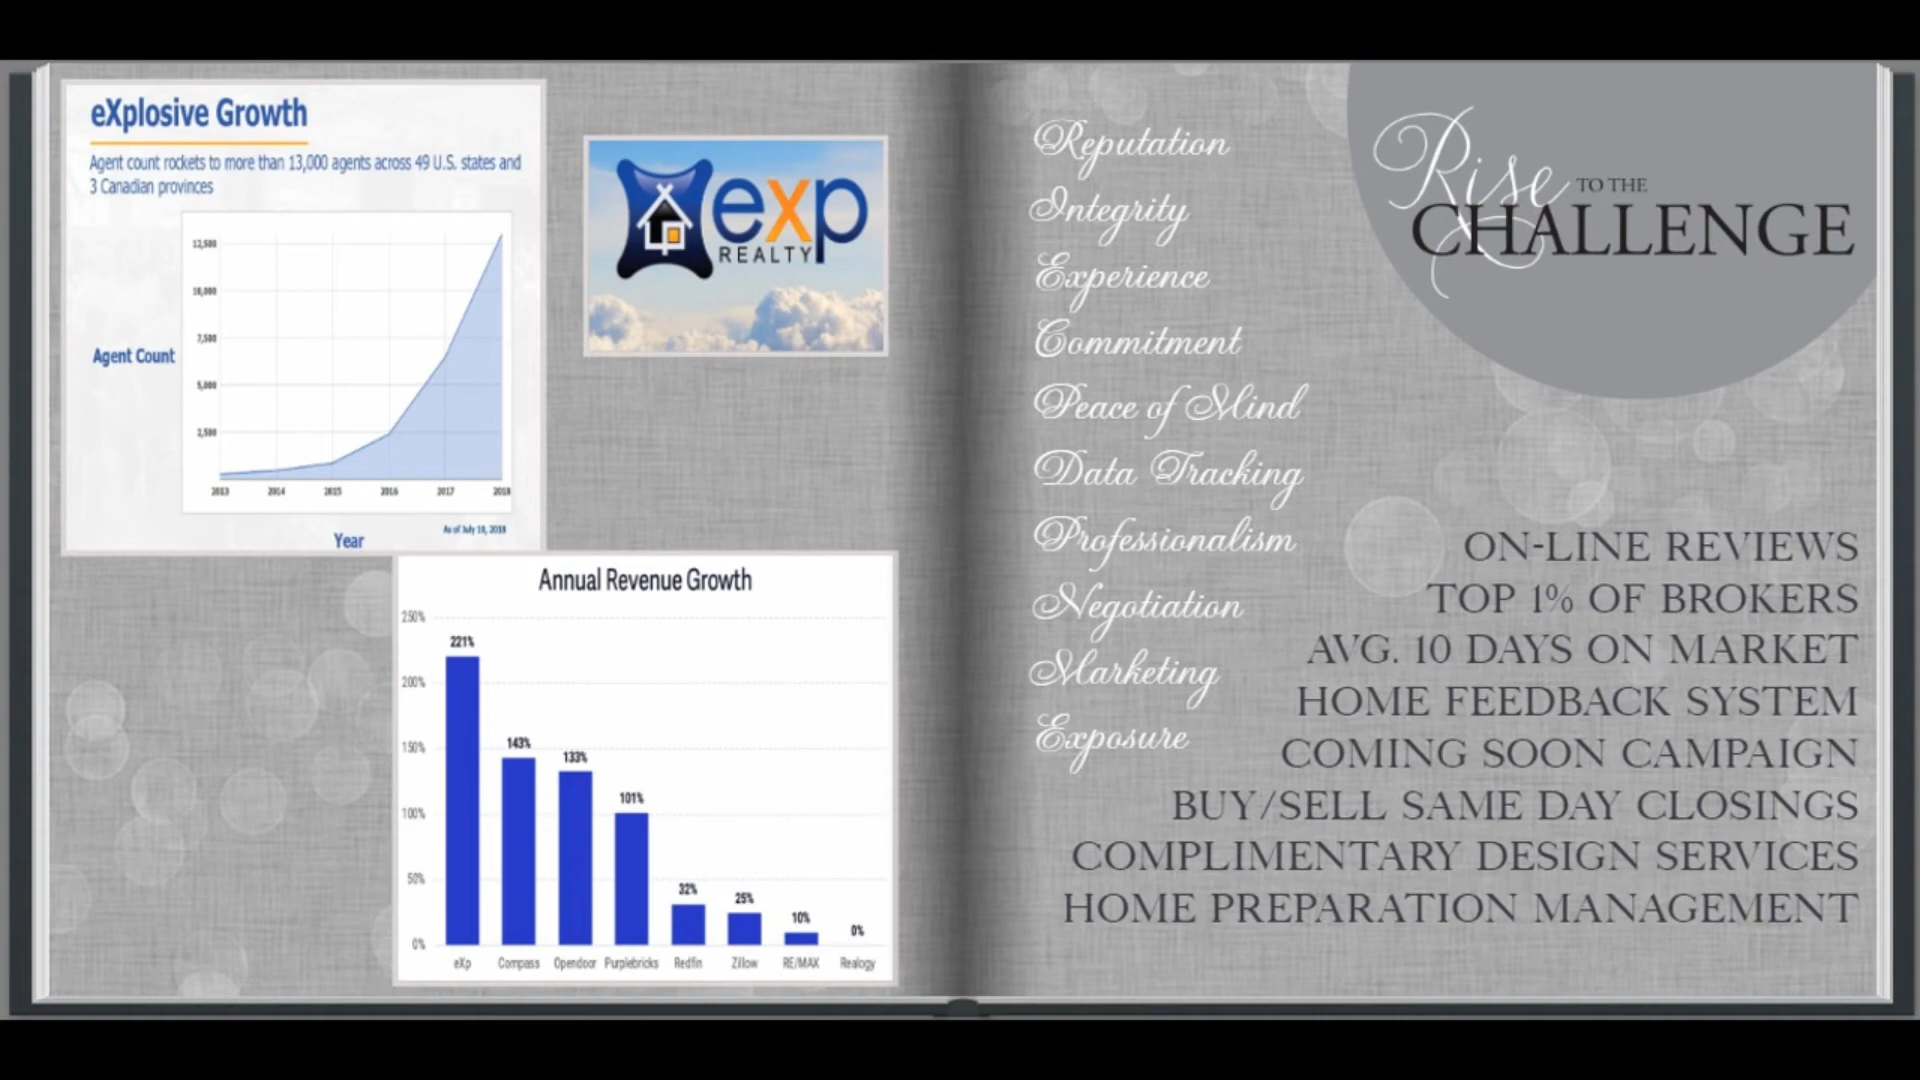 eXplosive Growth
Agent count rockets to more than 13,000 agents across 49 U.S. states and
3 Canadian provinces
12,500
10,000
7,500
5,000
2,500
Agent Count
2013 2014 2015 2016 2017 2018
As of July 18, 2018
Year
exp
REALTY
Annual Revenue Growth
250%
200%
150%
100%
50%
0%
221%
143%
133%
101%
32%
25%
10%
0%
eXp Compass Opendoor Purplebricks Redfin Zillow RE/MAX Realogy
Reputation
Integrity
Experience
Commitment
Peace of Mind
Data Tracking
Professionalism
Negotiation
Marketing
Exposure
Rise TO THE
CHALLENGE
ON-LINE REVIEWS
TOP 1% OF BROKERS
AVG. 10 DAYS ON MARKET
HOME FEEDBACK SYSTEM
COMING SOON CAMPAIGN
BUY/SELL SAME DAY CLOSINGS
COMPLIMENTARY DESIGN SERVICES
HOME PREPARATION MANAGEMENT